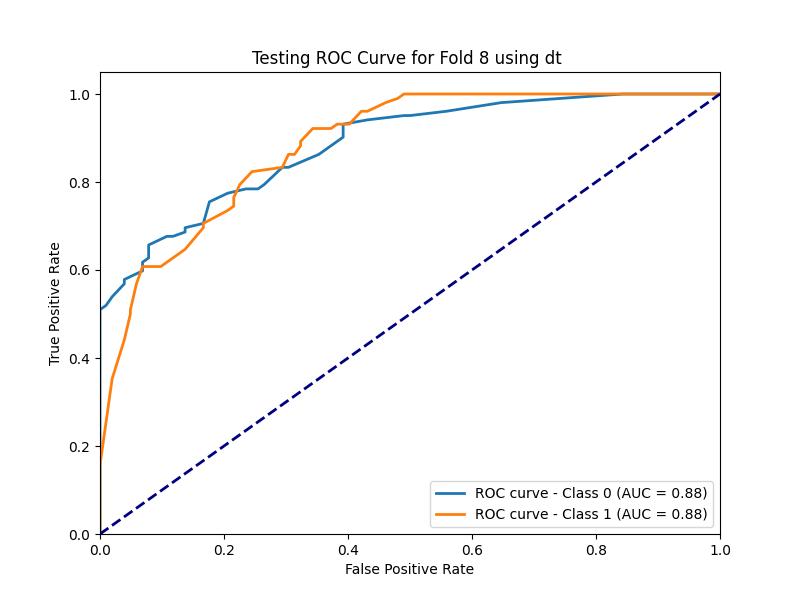 Testing ROC Curve for Fold 8 using dt
True Positive Rate
1.0
0.8
0.6
0.4
0.2
0.0
ROC curve - Class 0 (AUC = 0.88)
ROC curve - Class 1 (AUC = 0.88)
0.0 0.2 0.4 0.6 0.8 1.0
False Positive Rate